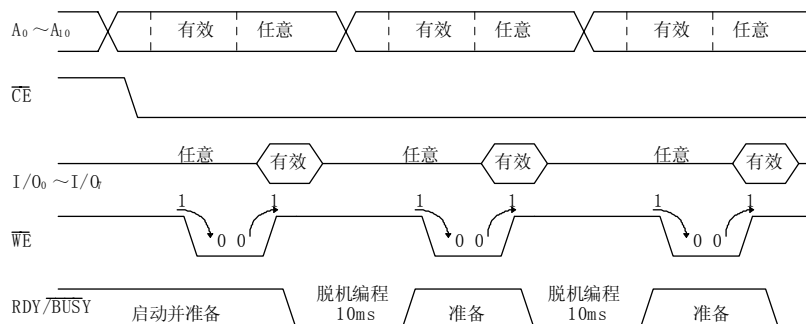 A₀～A₁₀ 有效 任意 有效 任意 有效 任意
C̅E̅
任意 有效 任意 有效 任意 有效
I/O₀～I/O₇
1 1 1 1 1 1
W̅E̅ 0 0 0 0 0 0
RDY/B̅U̅S̅Y̅ 启动并准备 脱机编程 准备 脱机编程 准备
10ms 10ms